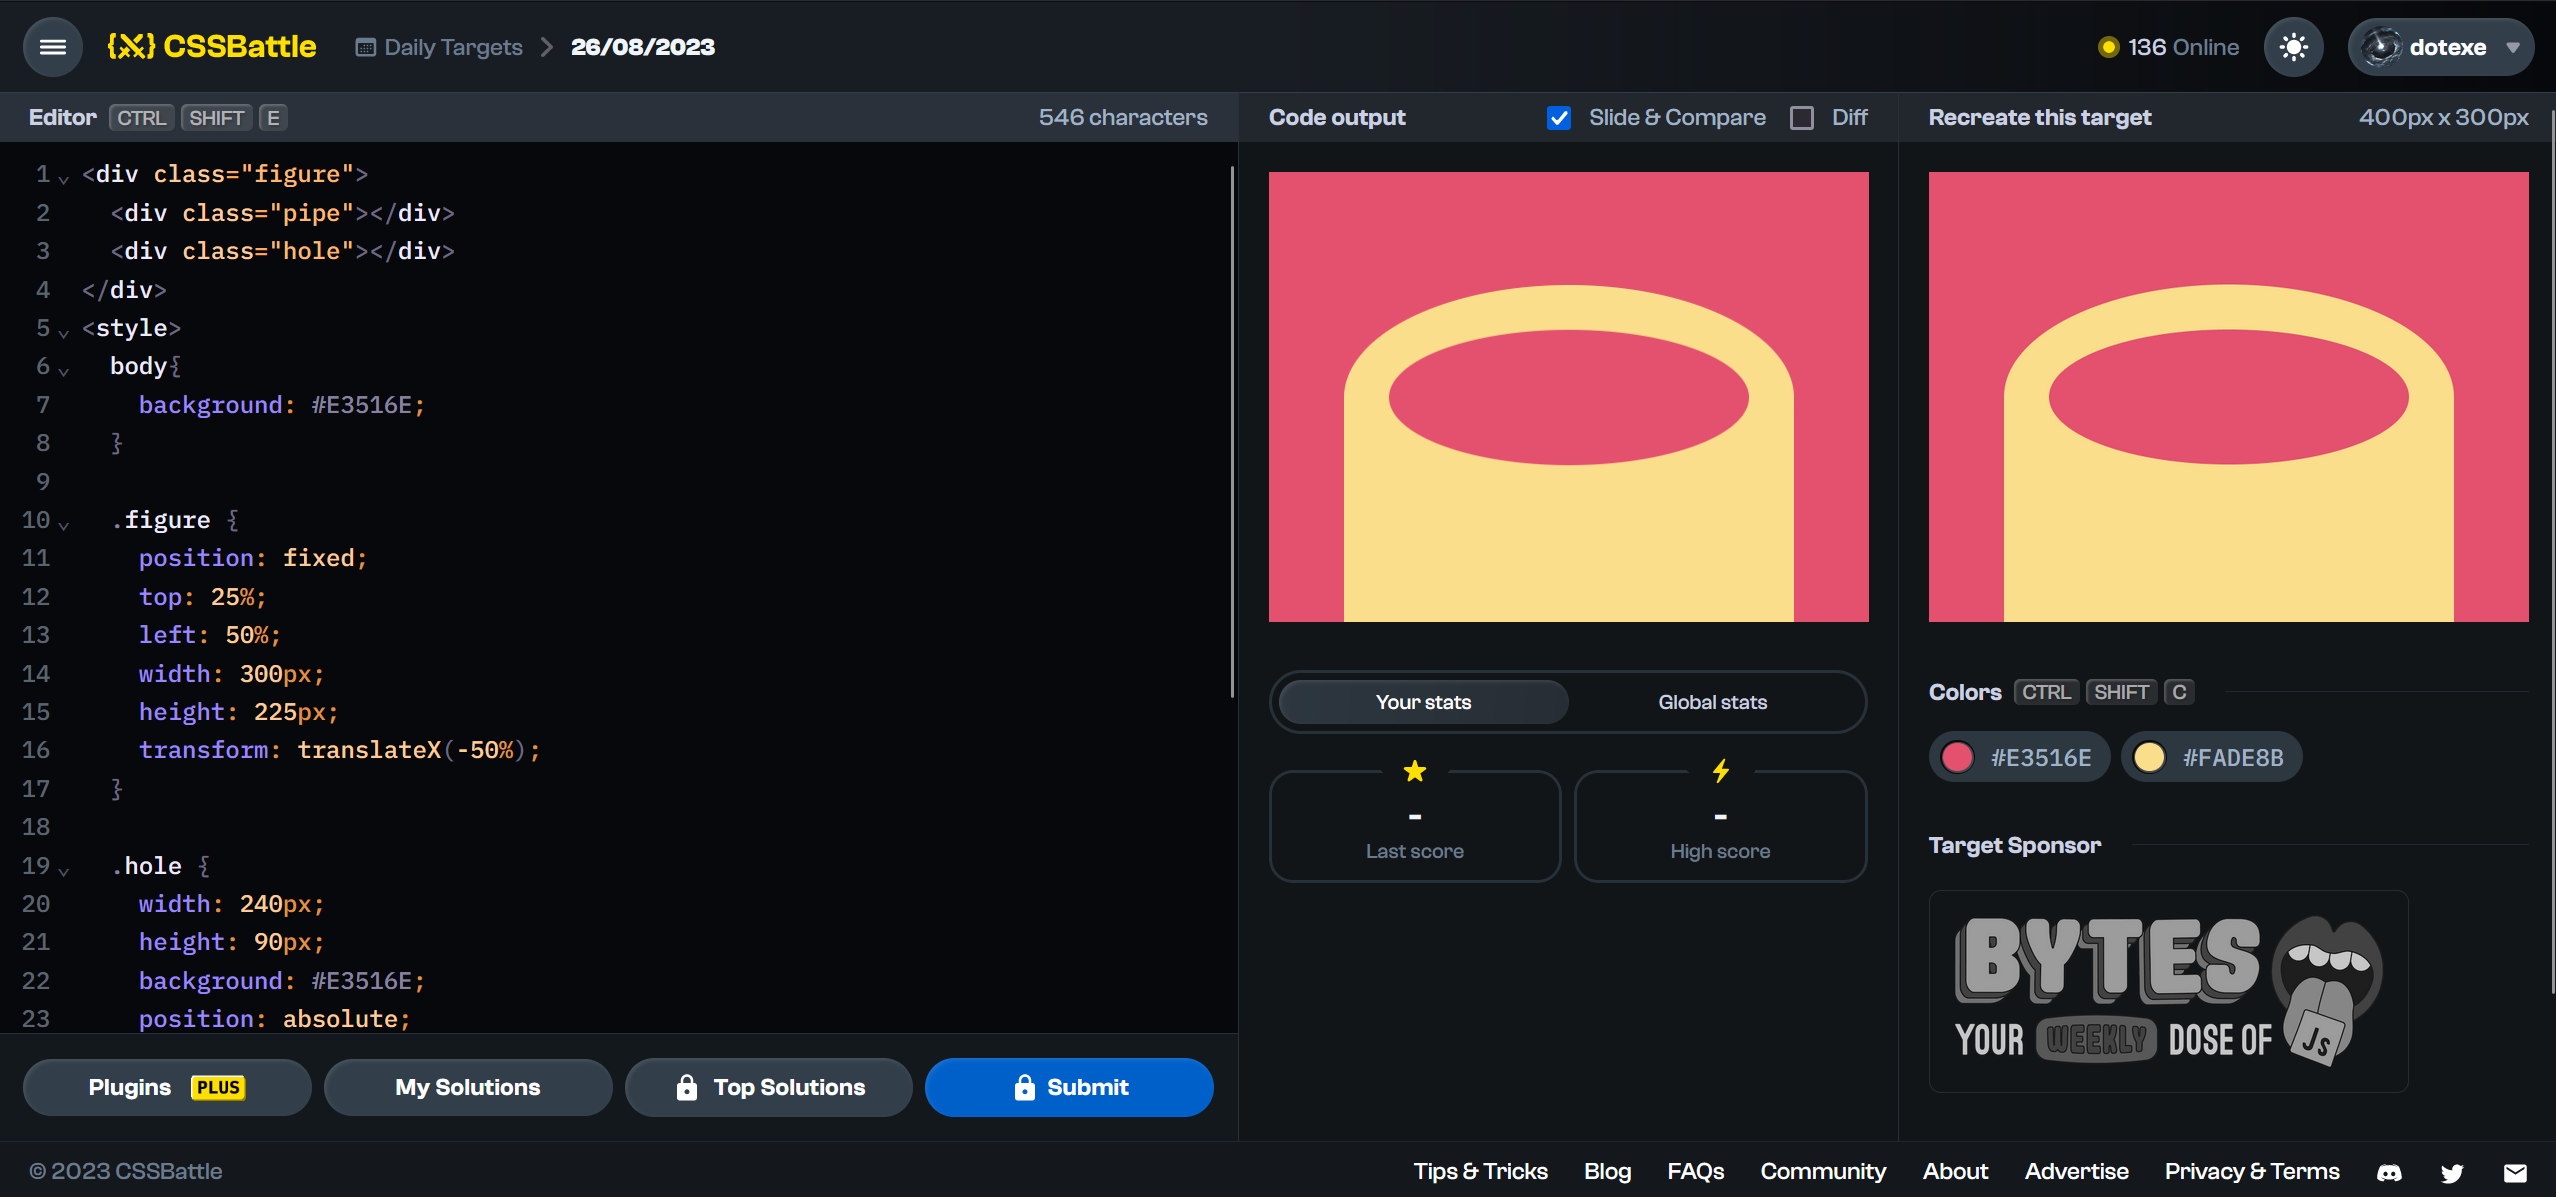 {X} CSSBattle
Daily Targets > 26/08/2023
136 Online
dotexe
Editor CTRL SHIFT E
546 characters
1 <div class="figure">
2 <div class="pipe"></div>
3 <div class="hole"></div>
4 </div>
5 <style>
6 body{
7 background: #E3516E;
8 }
9
10 .figure {
11 position: fixed;
12 top: 25%;
13 left: 50%;
14 width: 300px;
15 height: 225px;
16 transform: translateX(-50%);
17 }
18
19 .hole {
20 width: 240px;
21 height: 90px;
22 background: #E3516E;
23 position: absolute;
Plugins PLUS
My Solutions
Top Solutions
Submit
Code output
Slide & Compare
Diff
Your stats
Global stats
-
Last score
-
High score
Recreate this target
400px x 300px
Colors CTRL SHIFT C
#E3516E
#FADE8B
Target Sponsor
BYTES
YOUR WEEKLY DOSE OF JS
© 2023 CSSBattle
Tips & Tricks
Blog
FAQs
Community
About
Advertise
Privacy & Terms